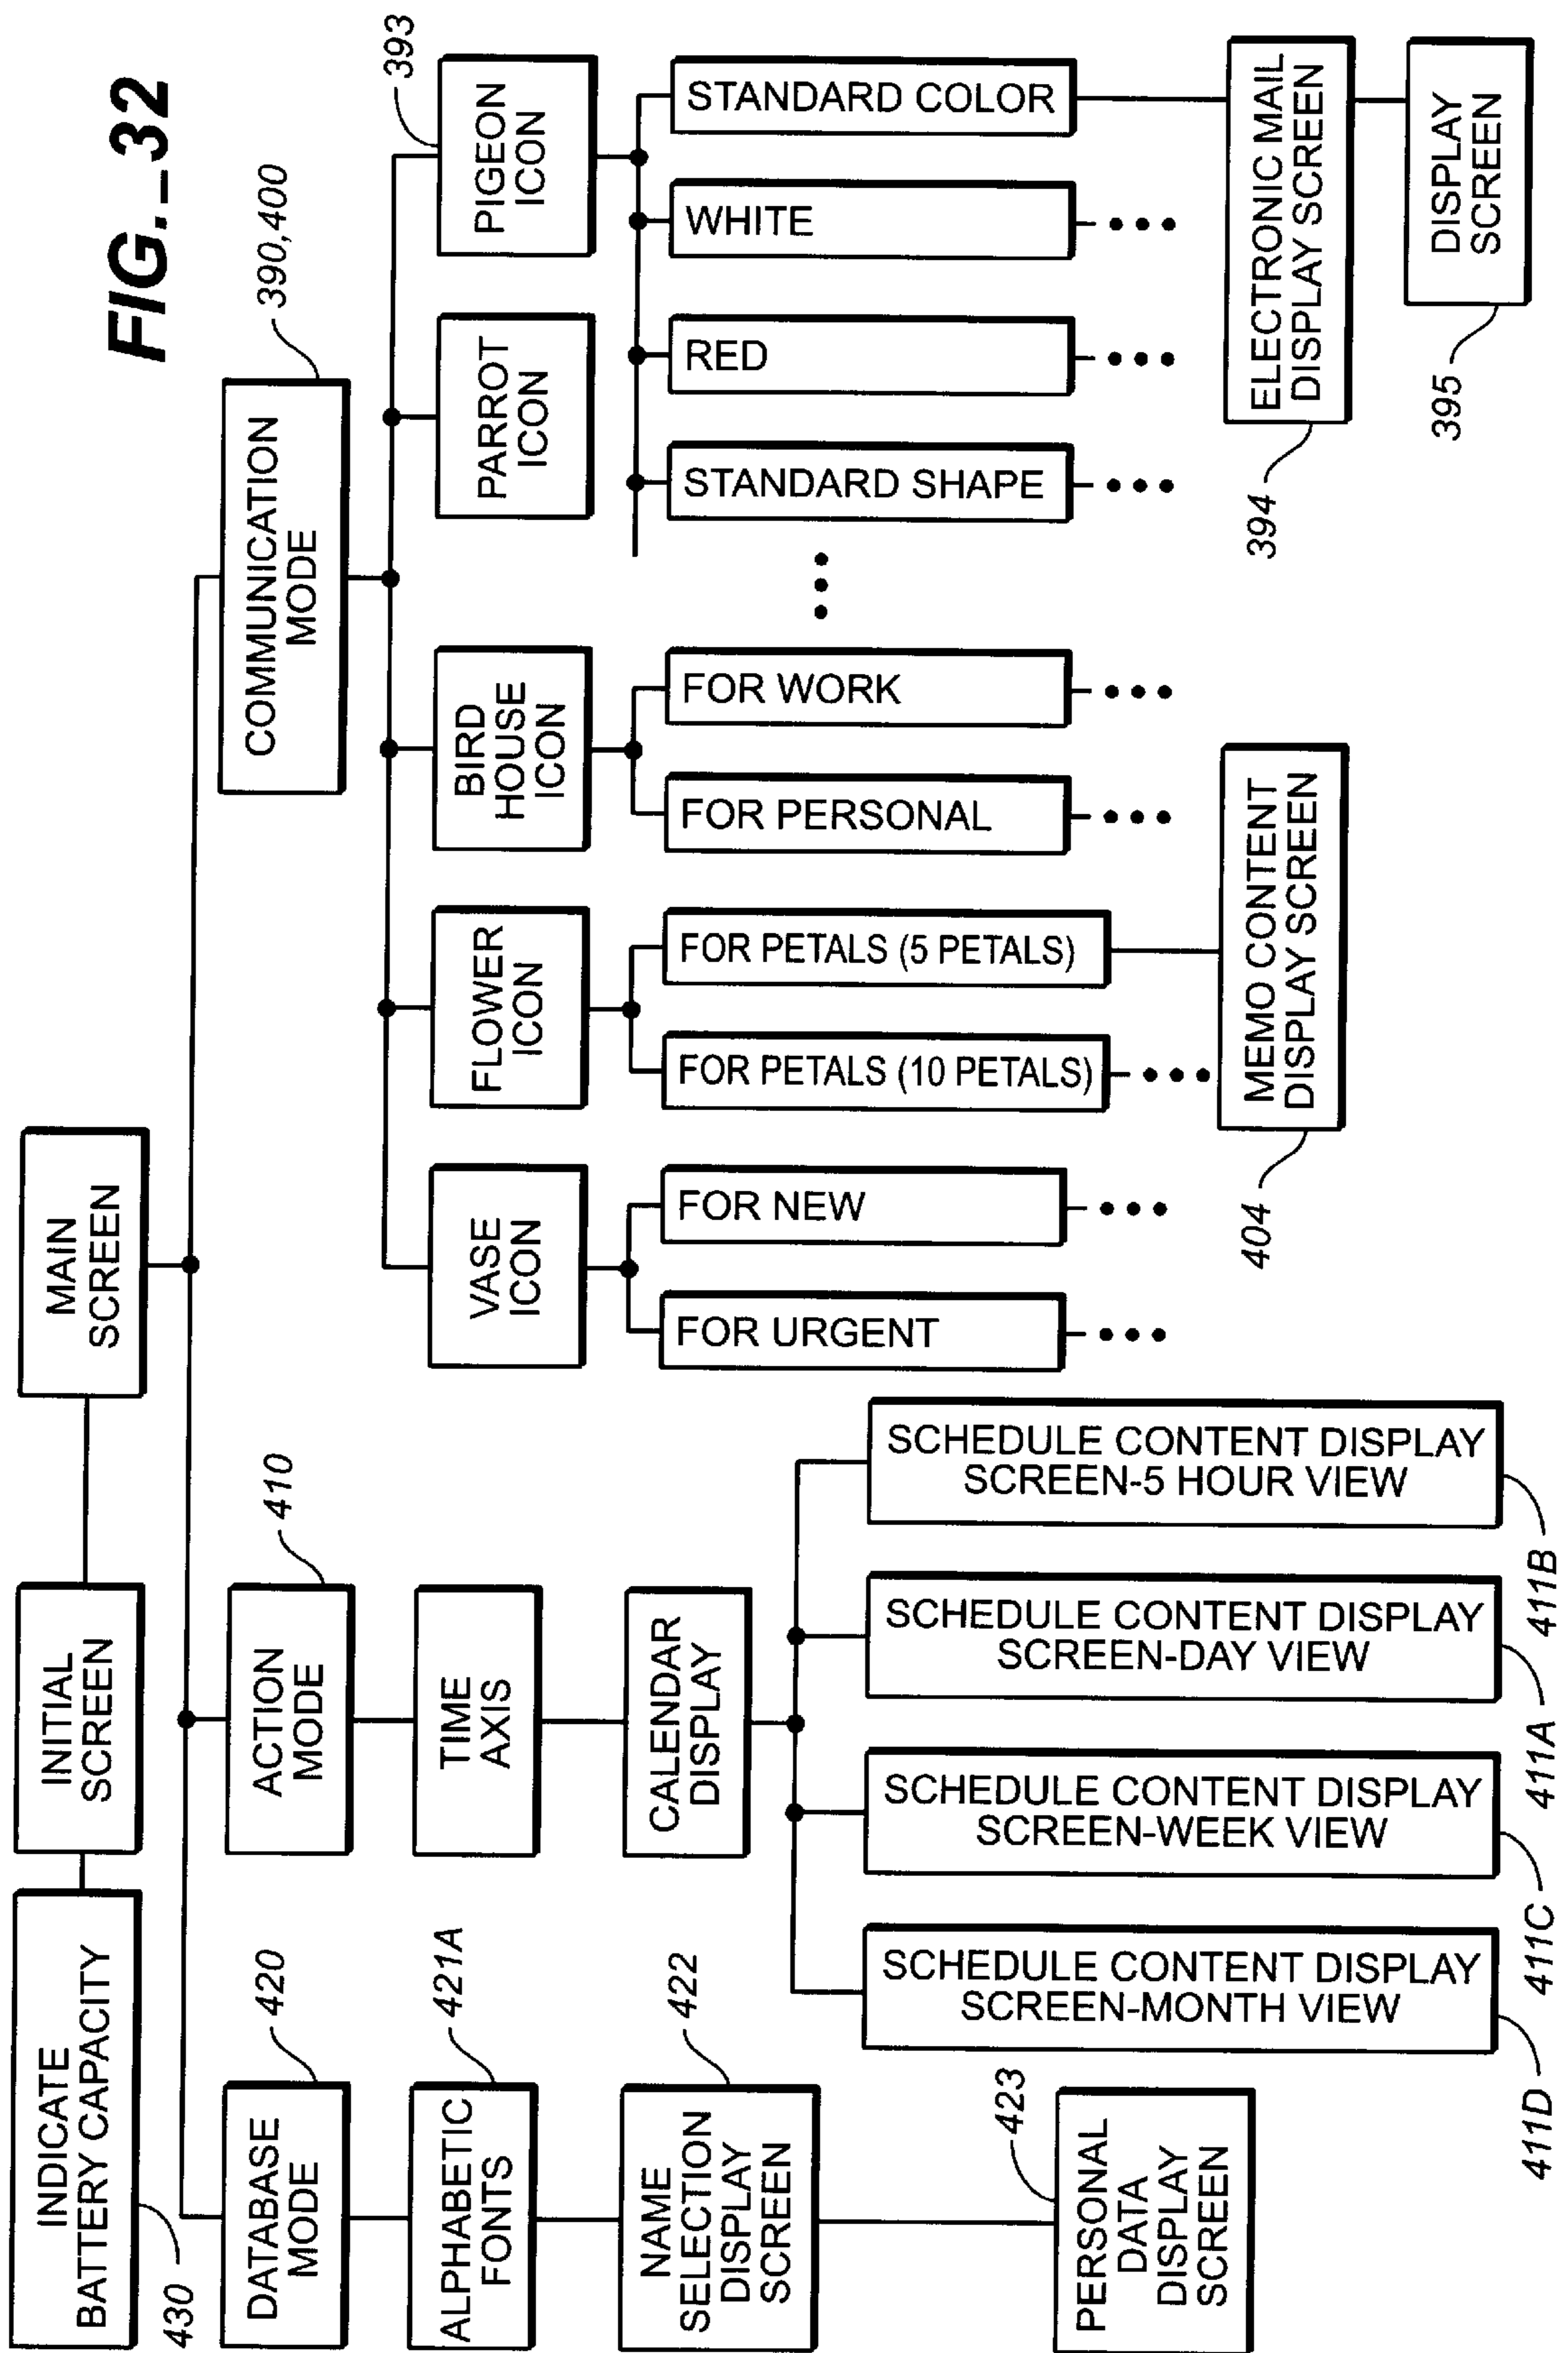 FIG._32
INDICATE
BATTERY CAPACITY
430
INITIAL
SCREEN
MAIN
SCREEN
DATABASE
MODE
420
ALPHABETIC
FONTS
421A
NAME
SELECTION
DISPLAY
SCREEN
422
PERSONAL
DATA
DISPLAY
SCREEN
423
ACTION
MODE
410
TIME
AXIS
CALENDAR
DISPLAY
SCHEDULE CONTENT DISPLAY
SCREEN-MONTH VIEW
411D
SCHEDULE CONTENT DISPLAY
SCREEN-WEEK VIEW
411C
SCHEDULE CONTENT DISPLAY
SCREEN-DAY VIEW
411A
SCHEDULE CONTENT DISPLAY
SCREEN-5 HOUR VIEW
411B
COMMUNICATION
MODE
390,400
VASE
ICON
FOR URGENT
FOR NEW
FLOWER
ICON
FOR PETALS (10 PETALS)
FOR PETALS (5 PETALS)
MEMO CONTENT
DISPLAY SCREEN
404
BIRD
HOUSE
ICON
FOR PERSONAL
FOR WORK
PARROT
ICON
PIGEON
ICON
393
STANDARD SHAPE
RED
WHITE
STANDARD COLOR
ELECTRONIC MAIL
DISPLAY SCREEN
394
DISPLAY
SCREEN
395